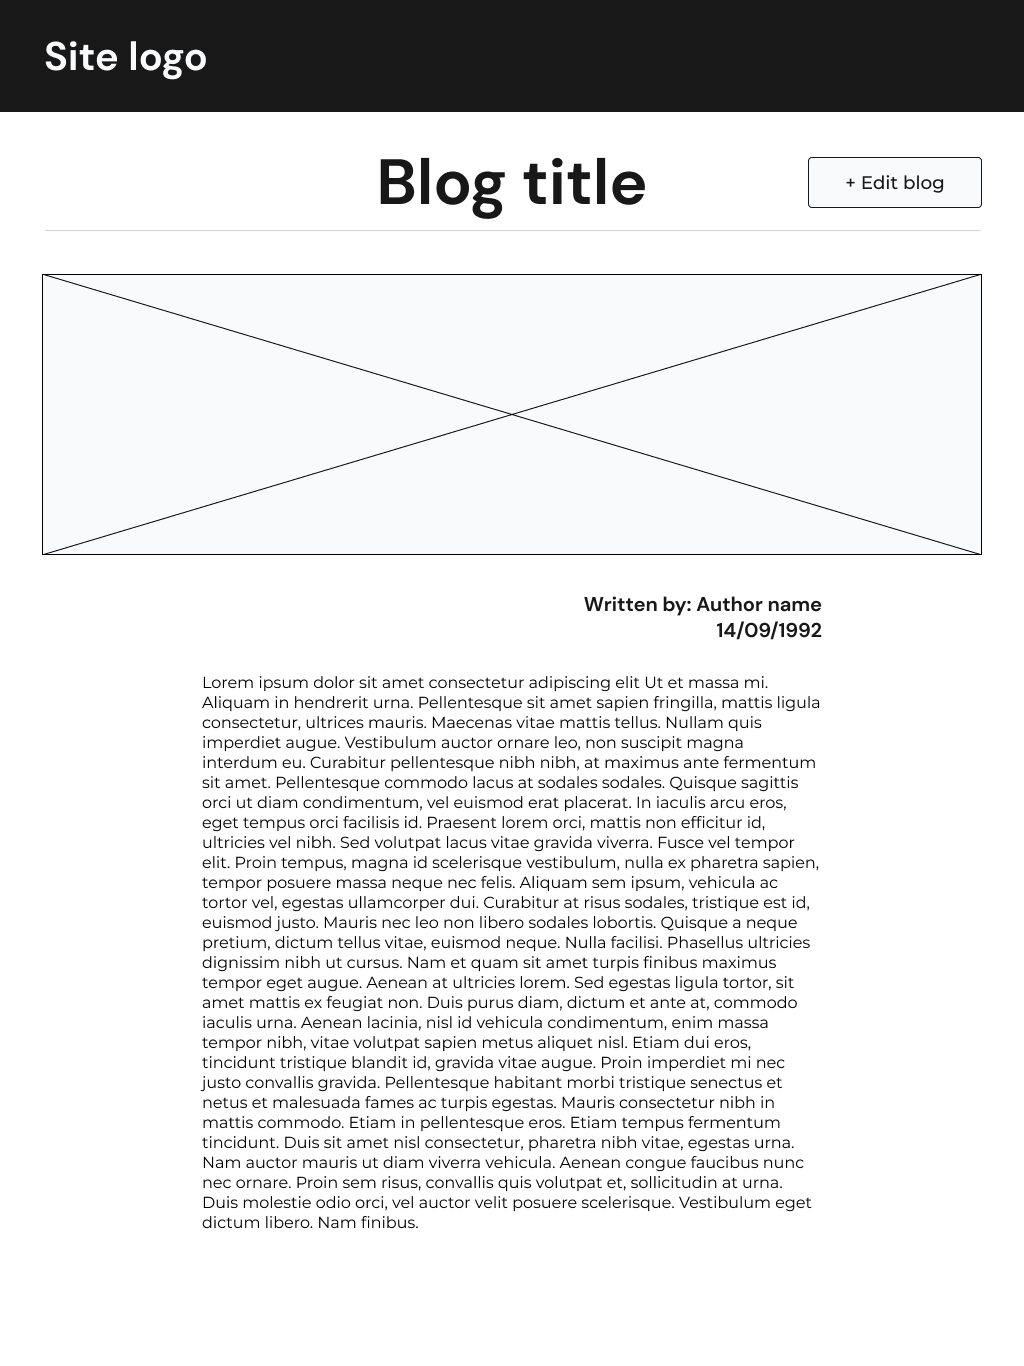 Site logo
Blog title
+ Edit blog
Written by: Author name
14/09/1992
Lorem ipsum dolor sit amet consectetur adipiscing elit Ut et massa mi.
Aliquam in hendrerit urna. Pellentesque sit amet sapien fringilla, mattis ligula
consectetur, ultrices mauris. Maecenas vitae mattis tellus. Nullam quis
imperdiet augue. Vestibulum auctor ornare leo, non suscipit magna
interdum eu. Curabitur pellentesque nibh nibh, at maximus ante fermentum
sit amet. Pellentesque commodo lacus at sodales sodales. Quisque sagittis
orci ut diam condimentum, vel euismod erat placerat. In iaculis arcu eros,
eget tempus orci facilisis id. Praesent lorem orci, mattis non efficitur id,
ultricies vel nibh. Sed volutpat lacus vitae gravida viverra. Fusce vel tempor
elit. Proin tempus, magna id scelerisque vestibulum, nulla ex pharetra sapien,
tempor posuere massa neque nec felis. Aliquam sem ipsum, vehicula ac
tortor vel, egestas ullamcorper dui. Curabitur at risus sodales, tristique est id,
euismod justo. Mauris nec leo non libero sodales lobortis. Quisque a neque
pretium, dictum tellus vitae, euismod neque. Nulla facilisi. Phasellus ultricies
dignissim nibh ut cursus. Nam et quam sit amet turpis finibus maximus
tempor eget augue. Aenean at ultricies lorem. Sed egestas ligula tortor, sit
amet mattis ex feugiat non. Duis purus diam, dictum et ante at, commodo
iaculis urna. Aenean lacinia, nisl id vehicula condimentum, enim massa
tempor nibh, vitae volutpat sapien metus aliquet nisl. Etiam dui eros,
tincidunt tristique blandit id, gravida vitae augue. Proin imperdiet mi nec
justo convallis gravida. Pellentesque habitant morbi tristique senectus et
netus et malesuada fames ac turpis egestas. Mauris consectetur nibh in
mattis commodo. Etiam in pellentesque eros. Etiam tempus fermentum
tincidunt. Duis sit amet nisl consectetur, pharetra nibh vitae, egestas urna.
Nam auctor mauris ut diam viverra vehicula. Aenean congue faucibus nunc
nec ornare. Proin sem risus, convallis quis volutpat et, sollicitudin at urna.
Duis molestie odio orci, vel auctor velit posuere scelerisque. Vestibulum eget
dictum libero. Nam finibus.